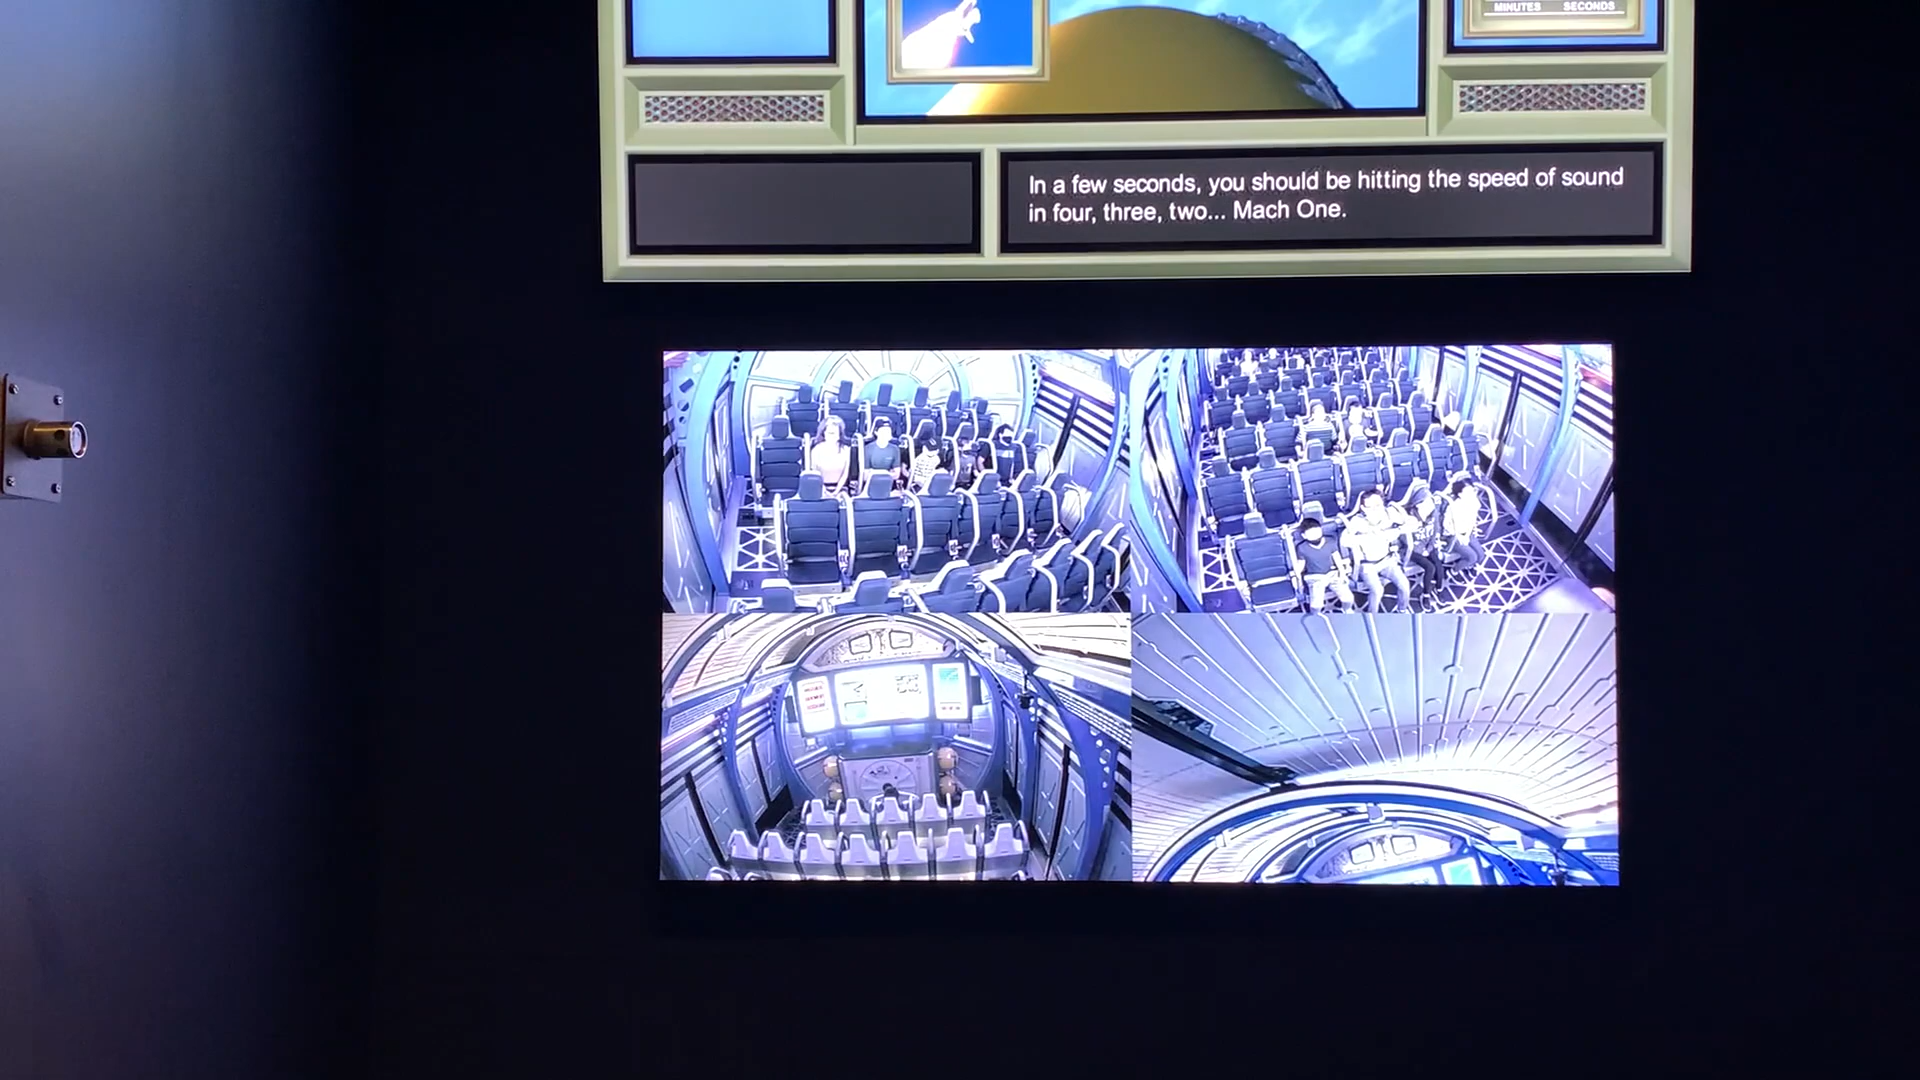 MINUTES SECONDS
In a few seconds, you should be hitting the speed of sound
in four, three, two... Mach One.